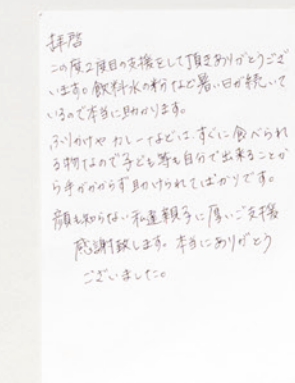 拝啓
この度2度目の支援をして頂きありがとうござ
います。飲料水の粉など暑い日が続いて
いるので本当に助かります。
ふりかけや カレーなどは、すぐに食べられ
る物なので子ども等も自分で出来ることか
ら手がかからず助けられてばかりです。
顔も知らない私達親子に厚いご支援
感謝致します。本当にありがとう
ございました。